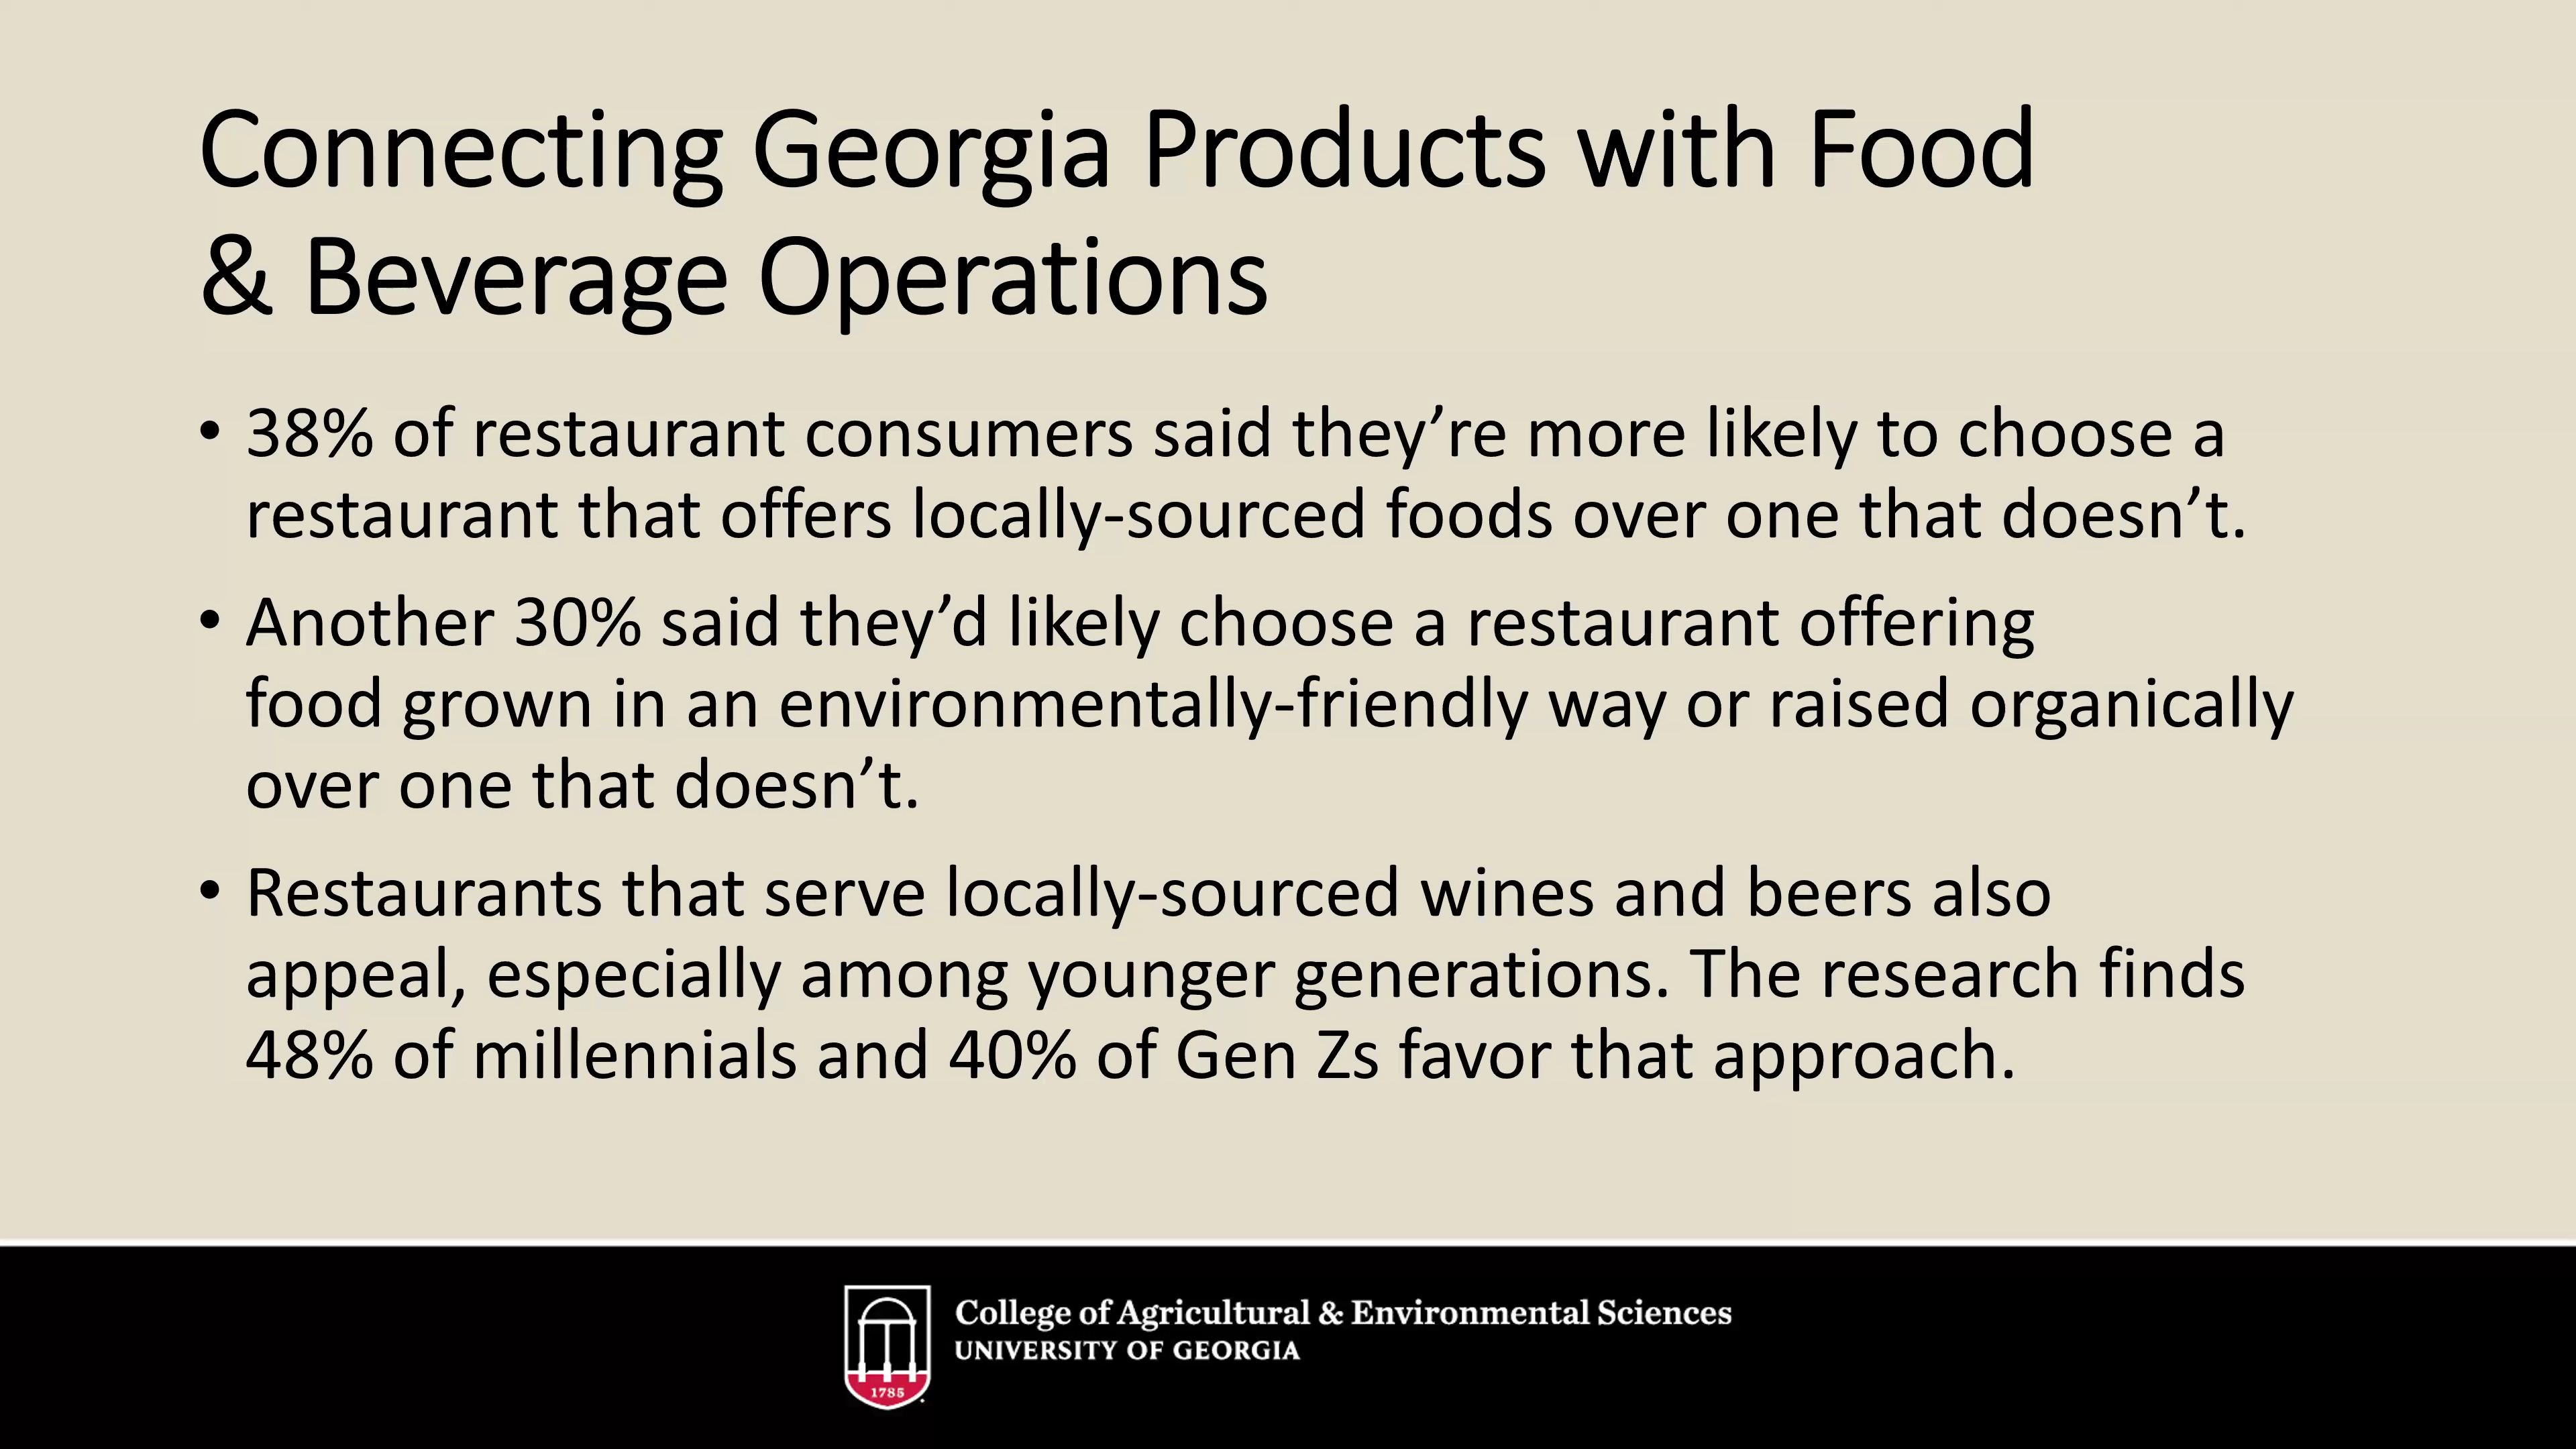 Connecting Georgia Products with Food
& Beverage Operations
• 38% of restaurant consumers said they’re more likely to choose a
restaurant that offers locally-sourced foods over one that doesn’t.
• Another 30% said they’d likely choose a restaurant offering
food grown in an environmentally-friendly way or raised organically
over one that doesn’t.
• Restaurants that serve locally-sourced wines and beers also
appeal, especially among younger generations. The research finds
48% of millennials and 40% of Gen Zs favor that approach.
College of Agricultural & Environmental Sciences
UNIVERSITY OF GEORGIA
1785